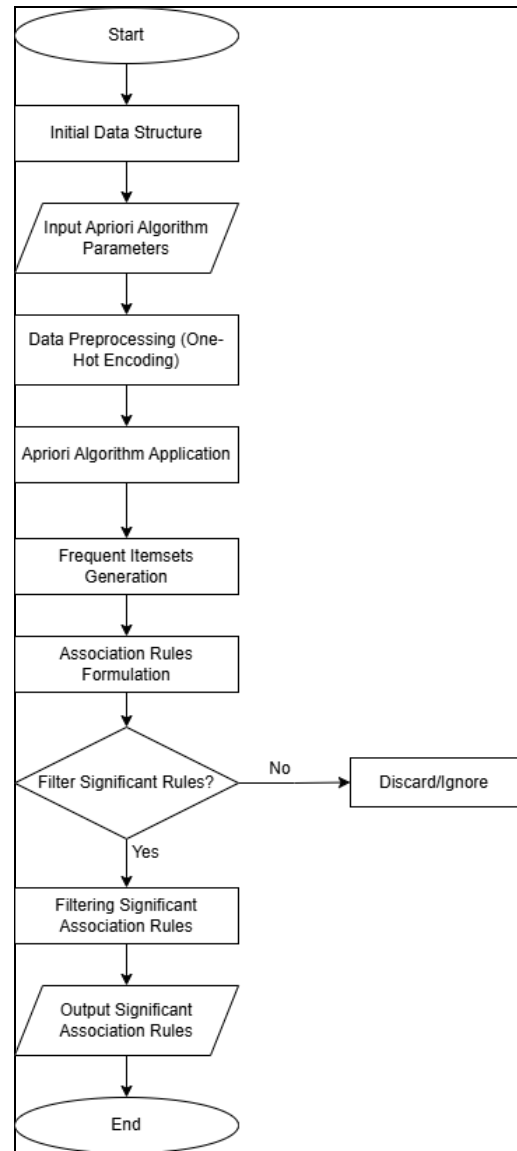 Start
Initial Data Structure
Input Apriori Algorithm
Parameters
Data Preprocessing (One-
Hot Encoding)
Apriori Algorithm Application
Frequent Itemsets
Generation
Association Rules
Formulation
Filter Significant Rules?
No
Discard/Ignore
Yes
Filtering Significant
Association Rules
Output Significant
Association Rules
End